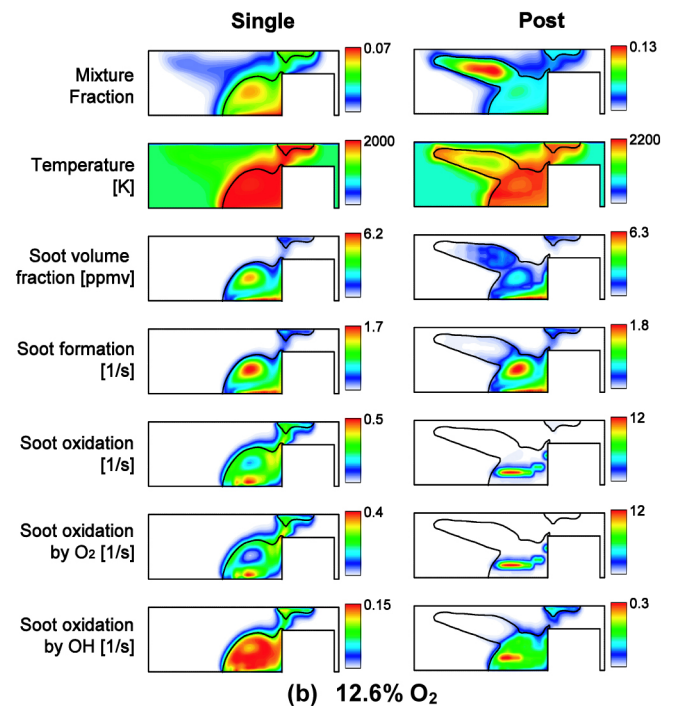 Single Post
Mixture
Fraction
0.07 0.13
Temperature
[K]
2000 2200
Soot volume
fraction [ppmv]
6.2 6.3
Soot formation
[1/s]
1.7 1.8
Soot oxidation
[1/s]
0.5 12
Soot oxidation
by O₂ [1/s]
0.4 12
Soot oxidation
by OH [1/s]
0.15 0.3
(b) 12.6% O₂